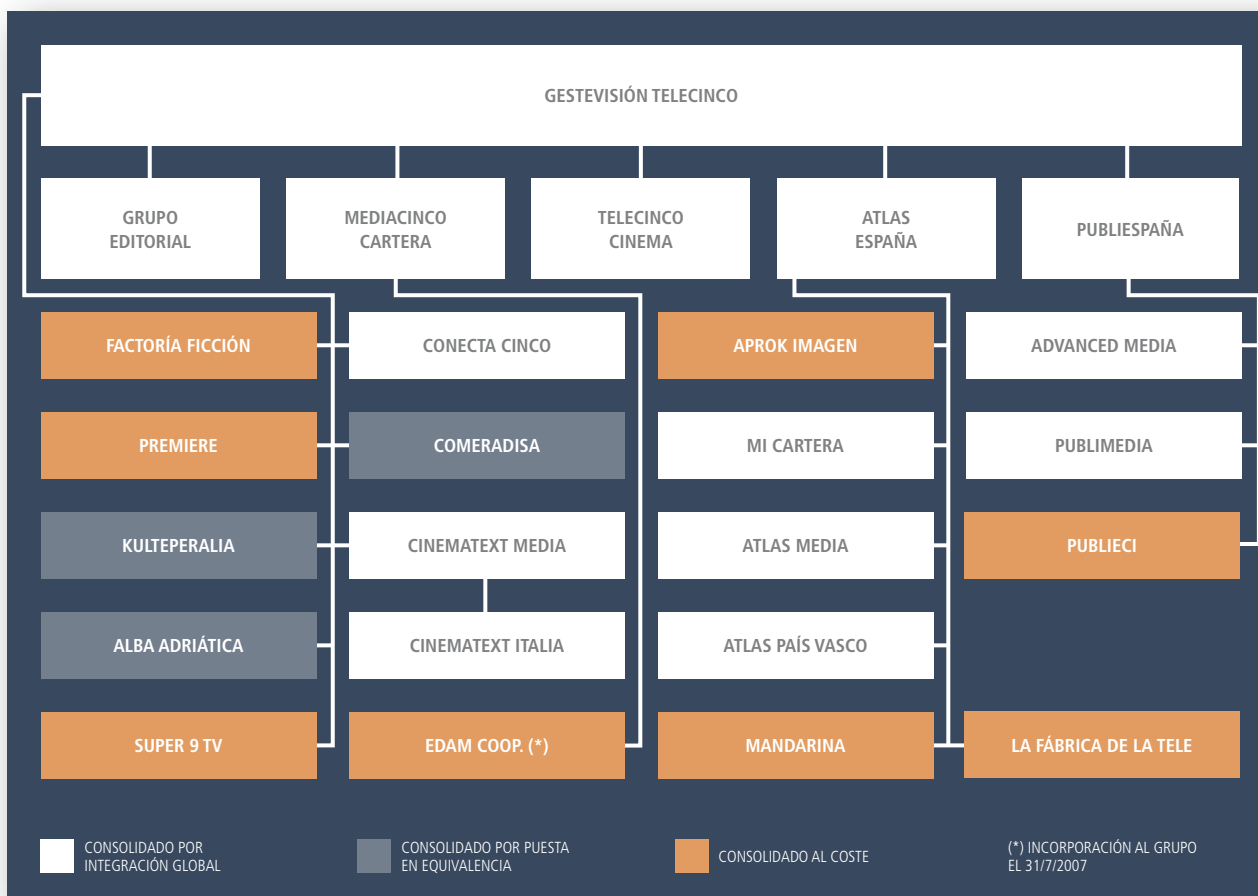 GESTEVISIÓN TELECINCO
GRUPO
EDITORIAL
MEDIACINCO
CARTERA
TELECINCO
CINEMA
ATLAS
ESPAÑA
PUBLIESPAÑA
FACTORÍA FICCIÓN
CONECTA CINCO
APROK IMAGEN
ADVANCED MEDIA
PREMIERE
COMERADISA
MI CARTERA
PUBLIMEDIA
KULTEPERALIA
CINEMATEXT MEDIA
ATLAS MEDIA
PUBLIECI
ALBA ADRIÁTICA
CINEMATEXT ITALIA
ATLAS PAÍS VASCO
SUPER 9 TV
EDAM COOP. (*)
MANDARINA
LA FÁBRICA DE LA TELE
CONSOLIDADO POR
INTEGRACIÓN GLOBAL
CONSOLIDADO POR PUESTA
EN EQUIVALENCIA
CONSOLIDADO AL COSTE
(*) INCORPORACIÓN AL GRUPO
EL 31/7/2007